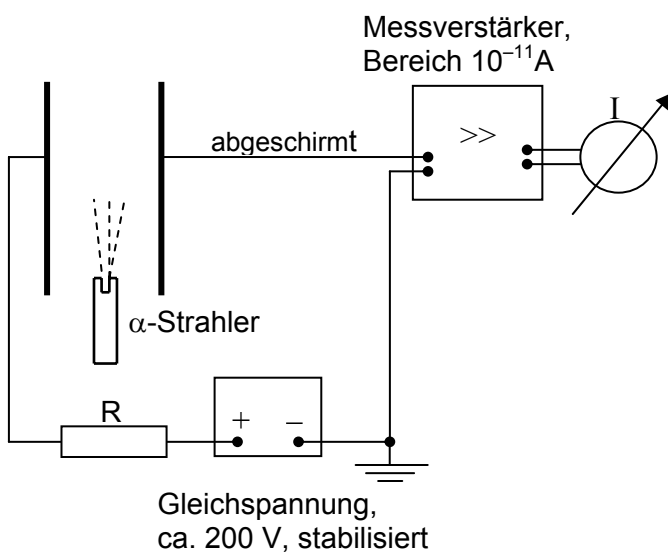 Messverstärker,
Bereich 10⁻¹¹A
I
>>
abgeschirmt
α-Strahler
R
+ −
Gleichspannung,
ca. 200 V, stabilisiert